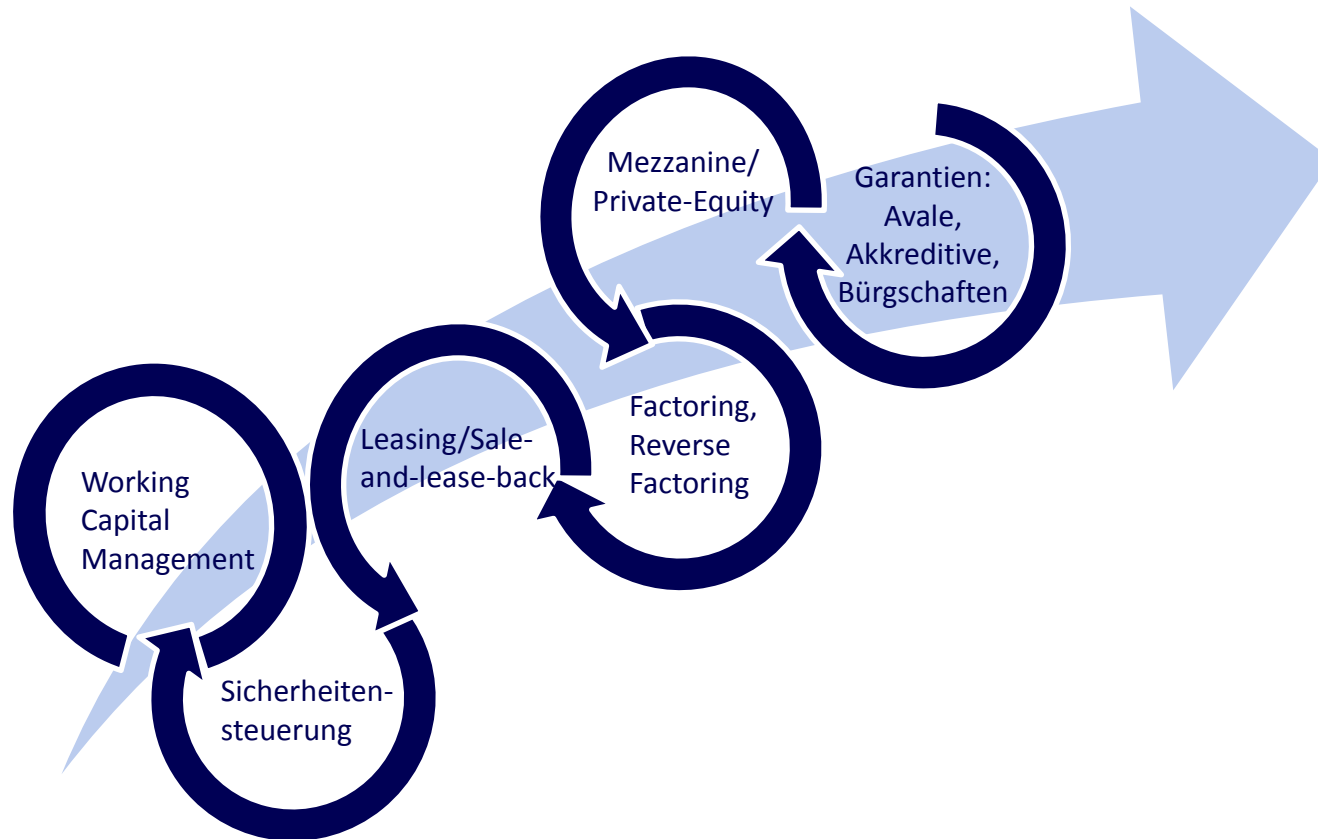 Working
Capital
Management
Sicherheiten-
steuerung
Leasing/Sale-
and-lease-back
Factoring,
Reverse
Factoring
Mezzanine/
Private-Equity
Garantien:
Avale,
Akkreditive,
Bürgschaften